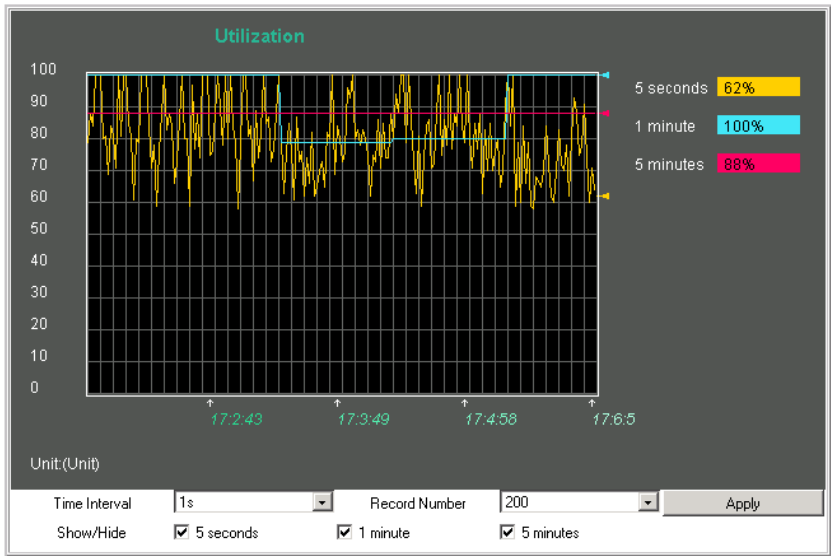 Utilization
100
90
80
70
60
50
40
30
20
10
0
5 seconds 62%
1 minute 100%
5 minutes 88%
17:2:43 17:3:49 17:4:58 17:6:5
Unit:(Unit)
Time Interval 1s Record Number 200 Apply
Show/Hide 5 seconds 1 minute 5 minutes